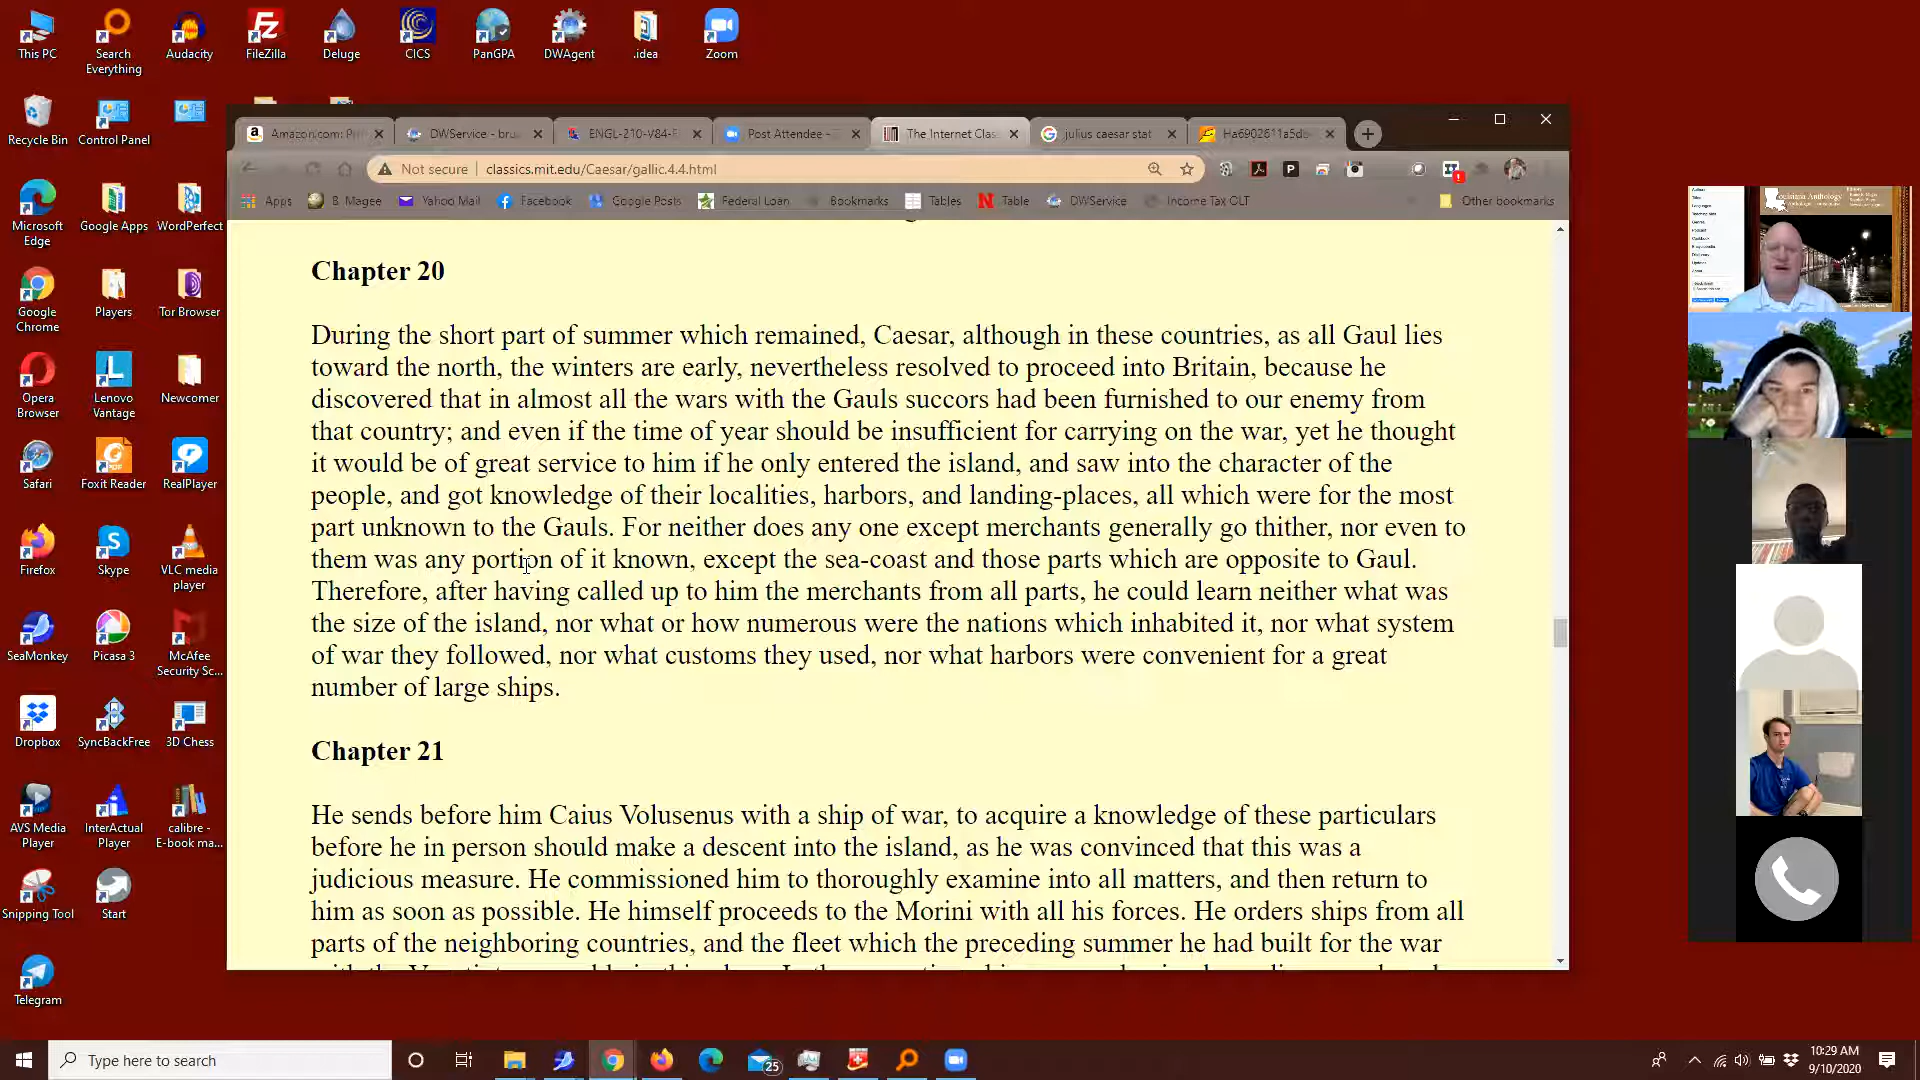 This PC
Search Everything
Audacity
FileZilla
Deluge
CICS
PanGPA
DWAgent
.idea
Zoom
Recycle Bin
Control Panel
Microsoft Edge
Google Apps
WordPerfect
Google Chrome
Players
Tor Browser
Opera Browser
Lenovo Vantage
Newcomer
Safari
Foxit Reader
RealPlayer
Firefox
Skype
VLC media player
SeaMonkey
Picasa 3
McAfee Security Sc...
Dropbox
SyncBackFree
3D Chess
AVS Media Player
InterActual Player
calibre - E-book ma...
Snipping Tool
Start
Telegram
Amazon.com: Pri
DWService - bru
ENGL-210-V84-F
Post Attendee -
The Internet Clas
julius caesar stat
Ha6902611a5d
Not secure
classics.mit.edu/Caesar/gallic.4.4.html
Apps
B. Magee
Yahoo Mail
Facebook
Google Posts
Federal Loan
Bookmarks
Tables
Table
DWService
Income Tax OLT
Other bookmarks
Chapter 20
During the short part of summer which remained, Caesar, although in these countries, as all Gaul lies
toward the north, the winters are early, nevertheless resolved to proceed into Britain, because he
discovered that in almost all the wars with the Gauls succors had been furnished to our enemy from
that country; and even if the time of year should be insufficient for carrying on the war, yet he thought
it would be of great service to him if he only entered the island, and saw into the character of the
people, and got knowledge of their localities, harbors, and landing-places, all which were for the most
part unknown to the Gauls. For neither does any one except merchants generally go thither, nor even to
them was any portion of it known, except the sea-coast and those parts which are opposite to Gaul.
Therefore, after having called up to him the merchants from all parts, he could learn neither what was
the size of the island, nor what or how numerous were the nations which inhabited it, nor what system
of war they followed, nor what customs they used, nor what harbors were convenient for a great
number of large ships.
Chapter 21
He sends before him Caius Volusenus with a ship of war, to acquire a knowledge of these particulars
before he in person should make a descent into the island, as he was convinced that this was a
judicious measure. He commissioned him to thoroughly examine into all matters, and then return to
him as soon as possible. He himself proceeds to the Morini with all his forces. He orders ships from all
parts of the neighboring countries, and the fleet which the preceding summer he had built for the war
Type here to search
25
10:29 AM
9/10/2020